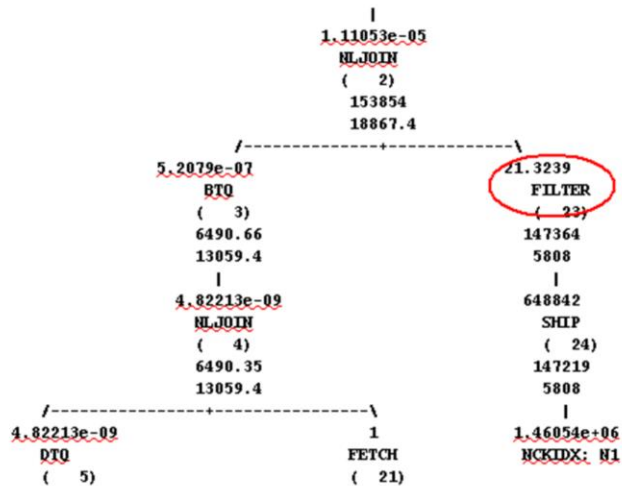 |
1.11053e-05
NLJOIN
(    2)
153854
18867.4
/---------------+---------------\
5.2079e-07    21.3239
BTQ    FILTER
(    3)    (   23)
6490.66    147364
13059.4    5808
|    |
4.82213e-09    648842
NLJOIN    SHIP
(    4)    (   24)
6490.35    147219
13059.4    5808
/---------------+---------------\    |
4.82213e-09    1    1.46054e+06
DTQ    FETCH    NCKIDX: N1
(    5)    (   21)